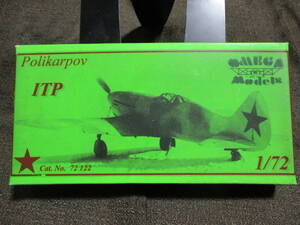 Polikarpov
ITP
OMEGA
Models
Cat. No. 72 122
1/72